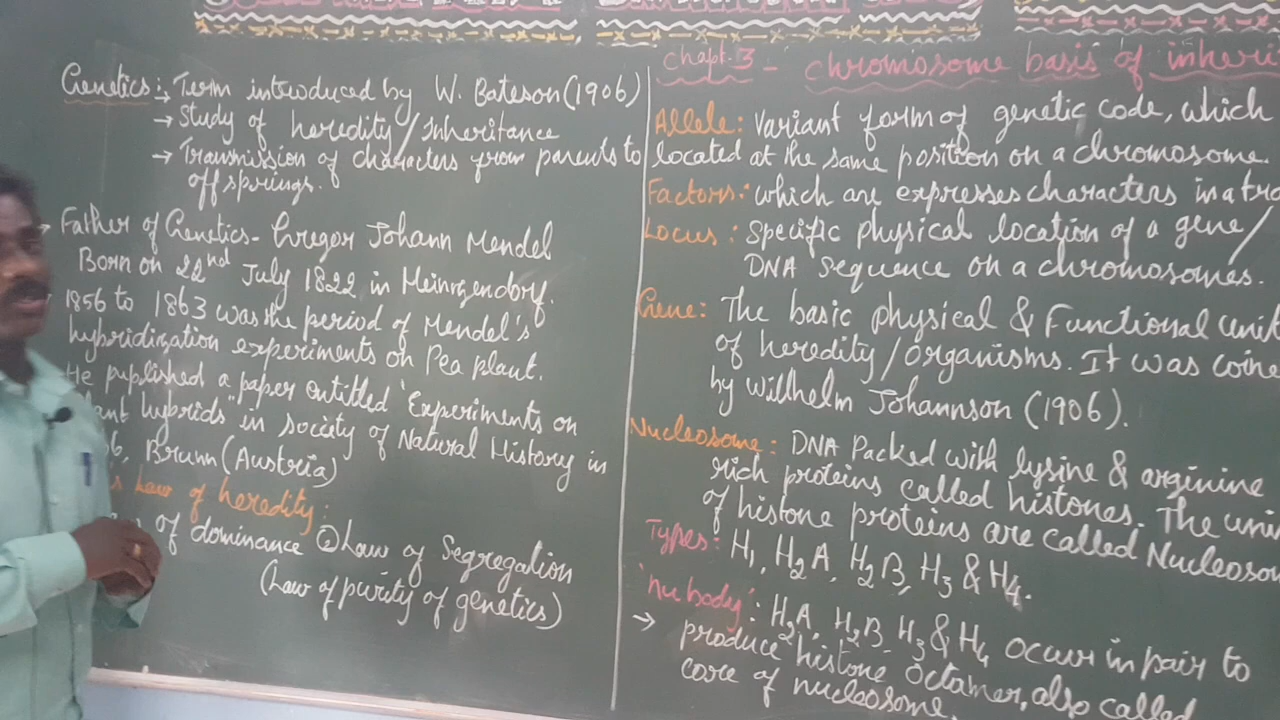 Genetics: → Term introduced by W. Bateson (1906)
→ Study of heredity/Inheritance
→ Transmission of characters from parents to
off springs.
Father of Genetics - Gregor Johann Mendel
Born on 22nd July 1822 in
1856 to 1863 was the period of Mendel's
hybridization experiments on Pea plant.
He puplished a paper entitled "Experiments on
hybrids" in society of Natural History in
Brunn (Austria)
Law of heredity:
of dominance ② Law of Segregation
(Law of purity of genetics)
Chapt-3 - Chromosome basis of
Allele: Variant form of genetic code, which
located at the same position on a chromosome.
Factors: which are expresses characters in a
Locus: Specific physical location of a gene/
DNA Sequence on a chromosomes.
Gene: The basic physical & Functional
of heredity/organisms. It was
by Willhelm Johannson (1906).
Nucleosome: DNA Packed with lysine & arginine
rich proteins called histones. The
of histone proteins are called
Types: H1, H2A, H2B, H3 & H4.
'nu body': H2A, H2B, H3 & H4 occur in pair to
→ produce histone octamer, also called
core of nucleosome.